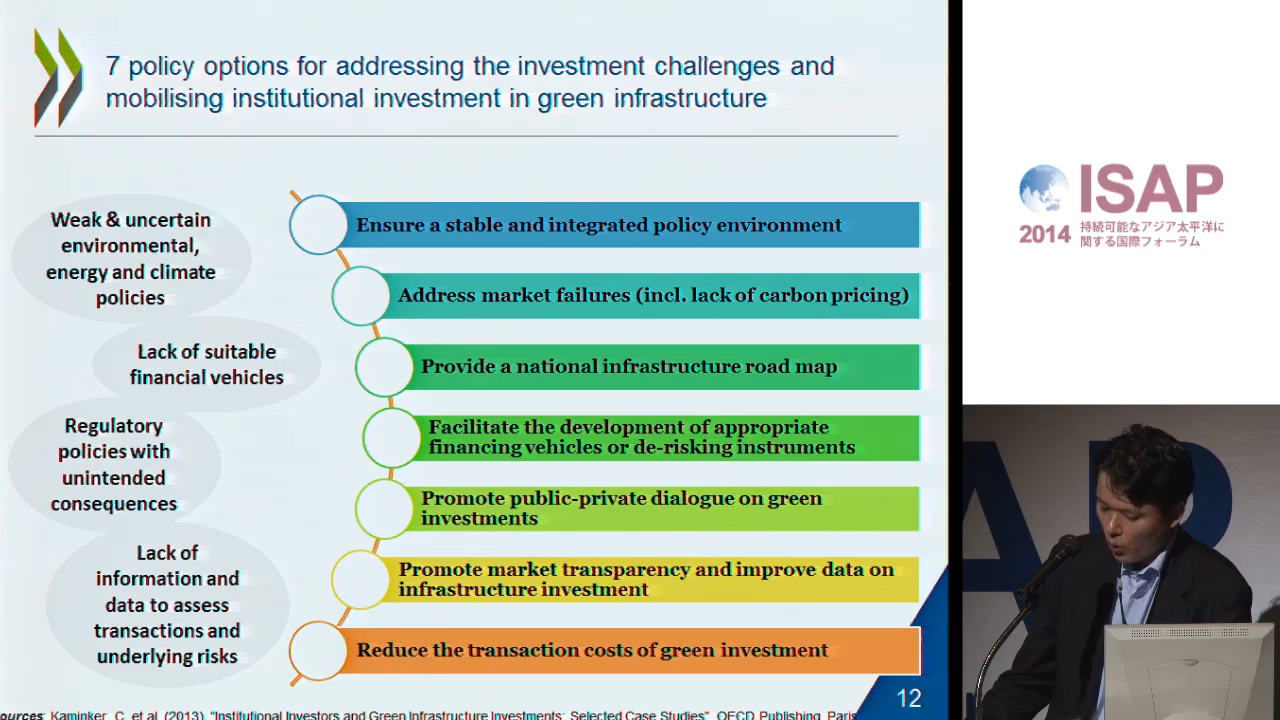 7 policy options for addressing the investment challenges and
mobilising institutional investment in green infrastructure
Weak & uncertain
environmental,
energy and climate
policies
Lack of suitable
financial vehicles
Regulatory
policies with
unintended
consequences
Lack of
information and
data to assess
transactions and
underlying risks
Ensure a stable and integrated policy environment
Address market failures (incl. lack of carbon pricing)
Provide a national infrastructure road map
Facilitate the development of appropriate
financing vehicles or de-risking instruments
Promote public-private dialogue on green
investments
Promote market transparency and improve data on
infrastructure investment
Reduce the transaction costs of green investment
12
ources: Kaminker, C. et al. (2013) "Institutional Investors and Green Infrastructure Investments: Selected Case Studies", OECD Publishing, Paris
ISAP
2014 持続可能なアジア太平洋に
関する国際フォーラム